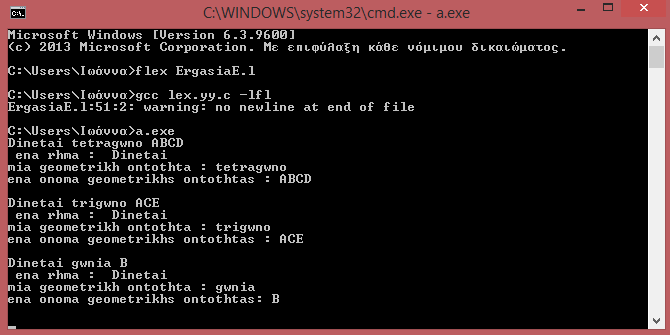 C:\WINDOWS\system32\cmd.exe - a.exe
Microsoft Windows [Version 6.3.9600]
(c) 2013 Microsoft Corporation. Με επιφύλαξη κάθε νόμιμου δικαιώματος.
C:\Users\Ιωάννα>flex ErgasiaE.l
C:\Users\Ιωάννα>gcc lex.yy.c -lfl
ErgasiaE.l:51:2: warning: no newline at end of file
C:\Users\Ιωάννα>a.exe
Dinetai tetragwno ABCD
ena rhma :  Dinetai
mia geometrikh ontothta : tetragwno
ena onoma geometrikhs ontothtas : ABCD
Dinetai trigwno ACE
ena rhma :  Dinetai
mia geometrikh ontothta : trigwno
ena onoma geometrikhs ontothtas : ACE
Dinetai gwnia B
ena rhma :  Dinetai
mia geometrikh ontothta : gwnia
ena onoma geometrikhs ontothtas: B